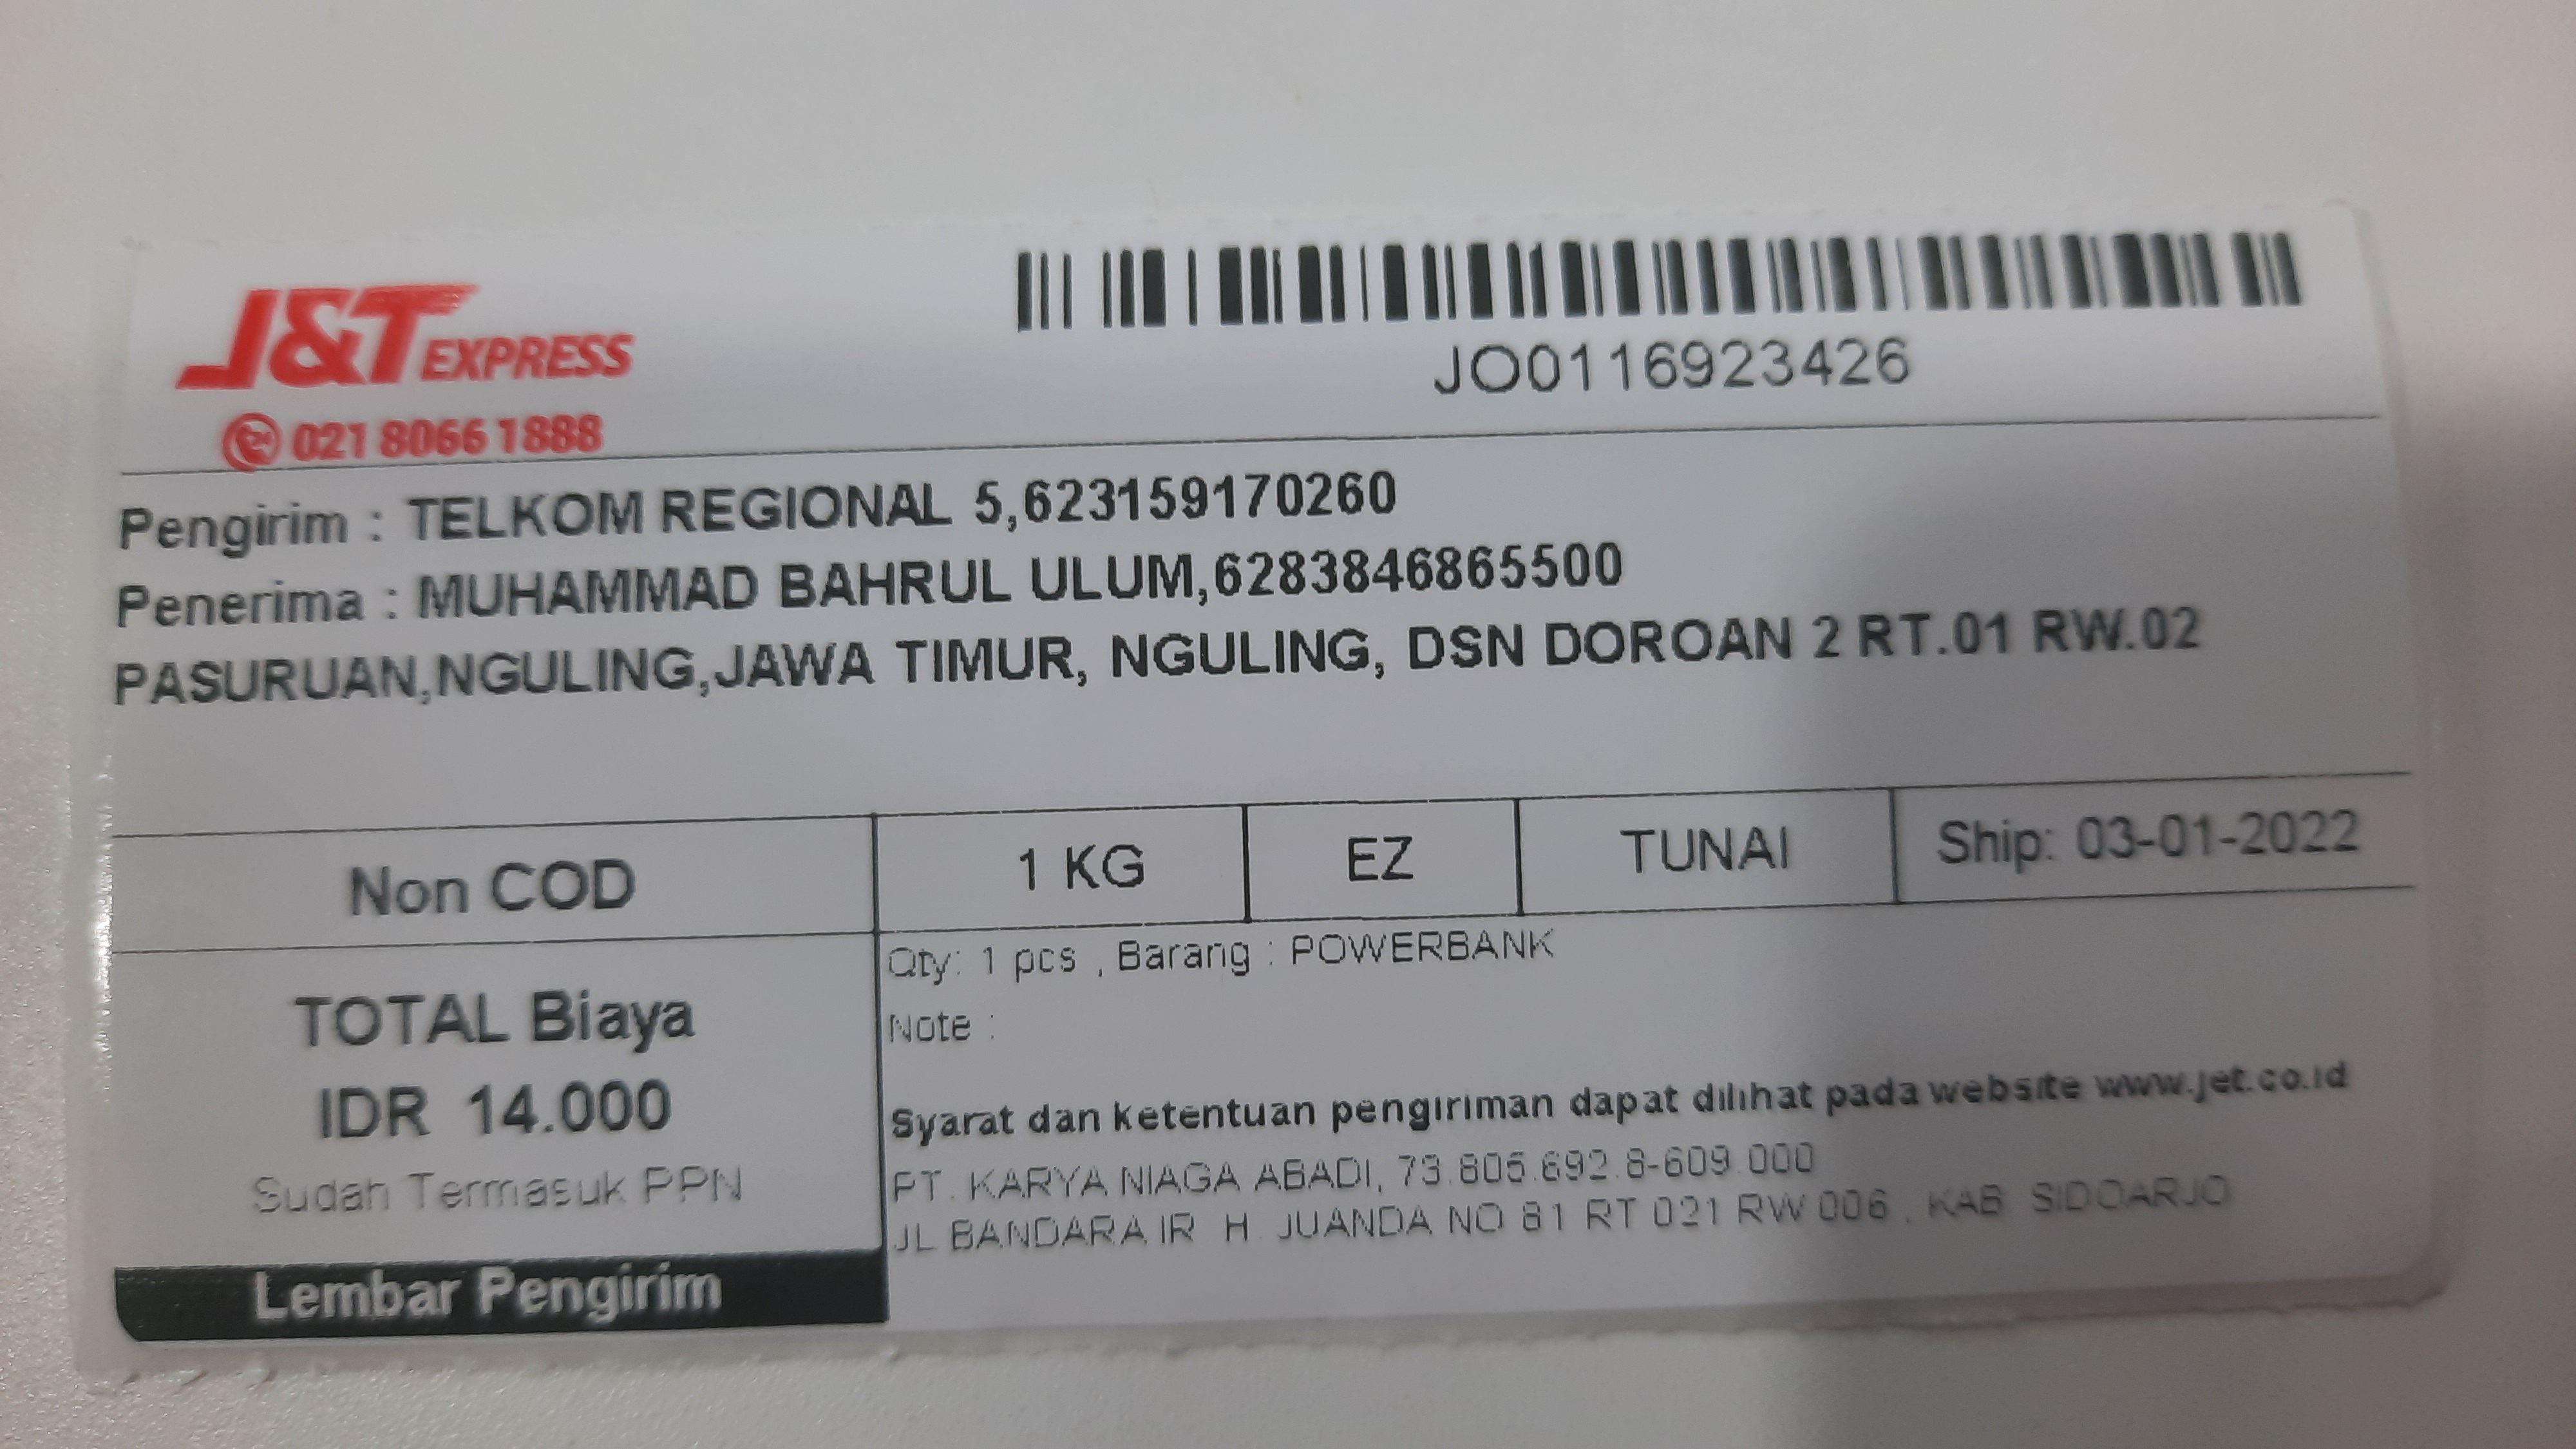 J&T EXPRESS
021 8066 1888
JO0116923426
Pengirim : TELKOM REGIONAL 5,62315917​0260
Penerima : MUHAMMAD BAHRUL ULUM,6283846865500
PASURUAN,NGULING,JAWA TIMUR, NGULING, DSN DOROAN 2 RT.01 RW.02
Non COD
1 KG
EZ
TUNAI
Ship: 03-01-2022
TOTAL Biaya
IDR 14.000
Sudah Termasuk PPN
Lembar Pengirim
Qty: 1 pcs , Barang : POWERBANK
Note :
Syarat dan ketentuan pengiriman dapat dilihat pada website www.jet.co.id
PT. KARYA NIAGA ABADI, 73.806.692.8-609.000
JL BANDARA IR H JUANDA NO 81 RT 021 RW 006 , KAB SIDOARJO